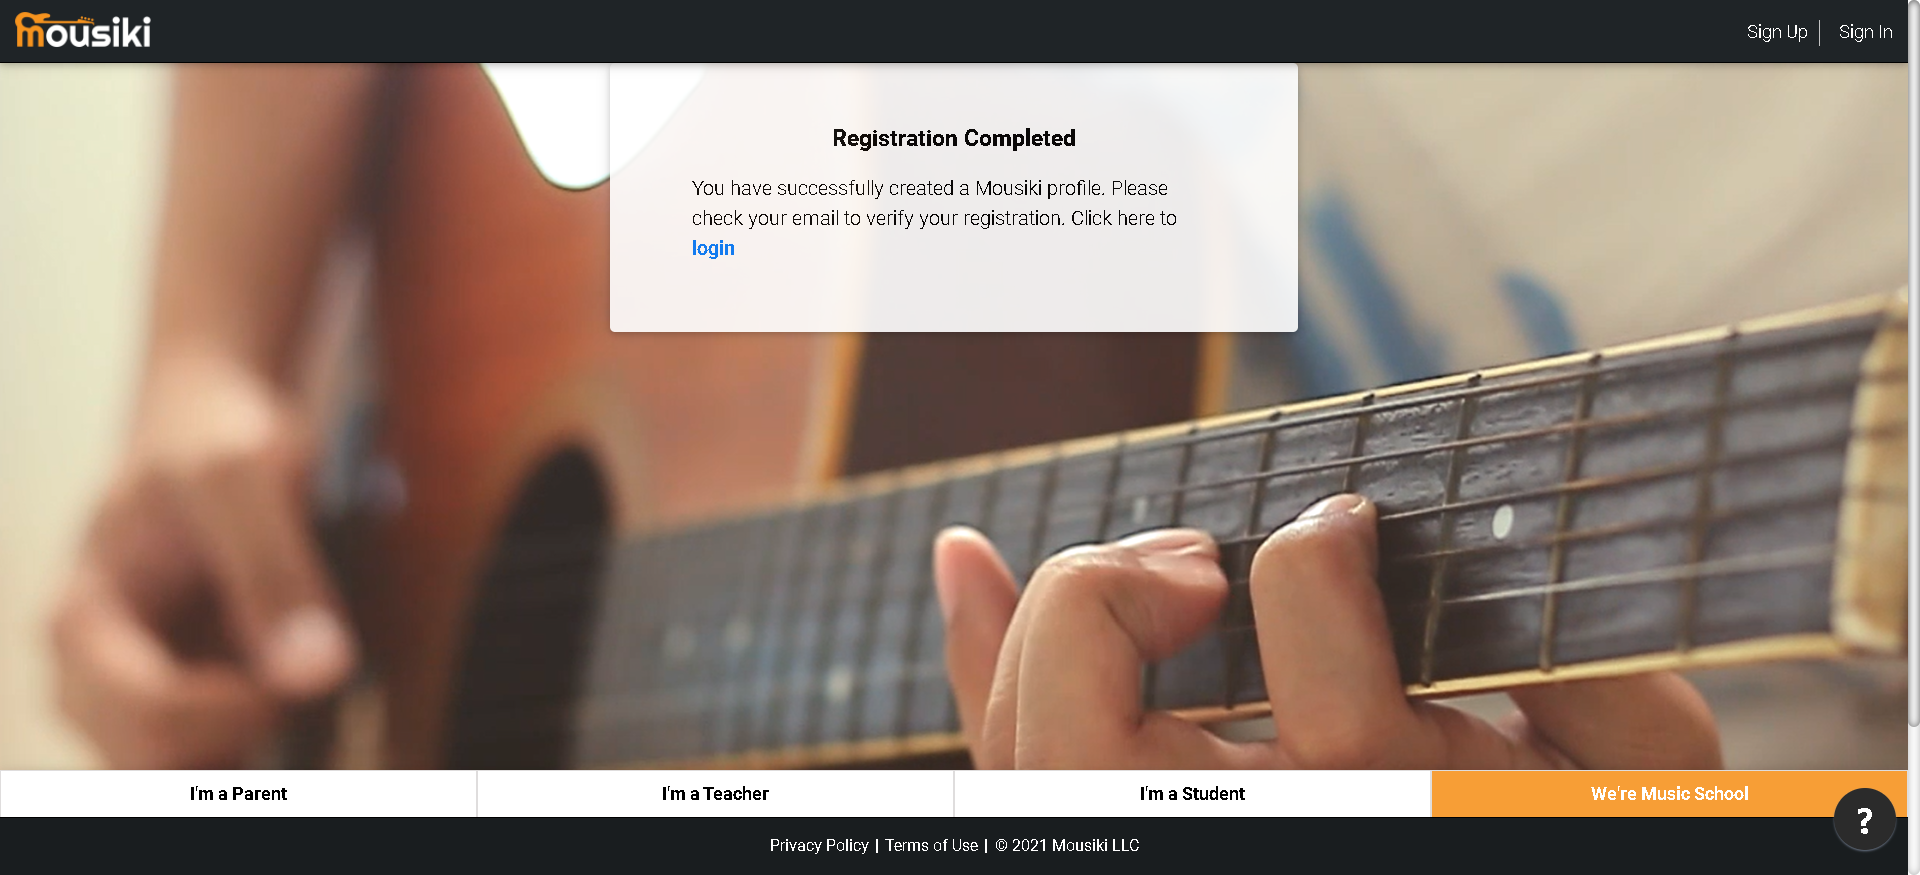 mousiki
Sign Up
Sign In
Registration Completed
You have successfully created a Mousiki profile. Please
check your email to verify your registration. Click here to
login
I'm a Parent
I'm a Teacher
I'm a Student
We're Music School
?
Privacy Policy | Terms of Use | © 2021 Mousiki LLC